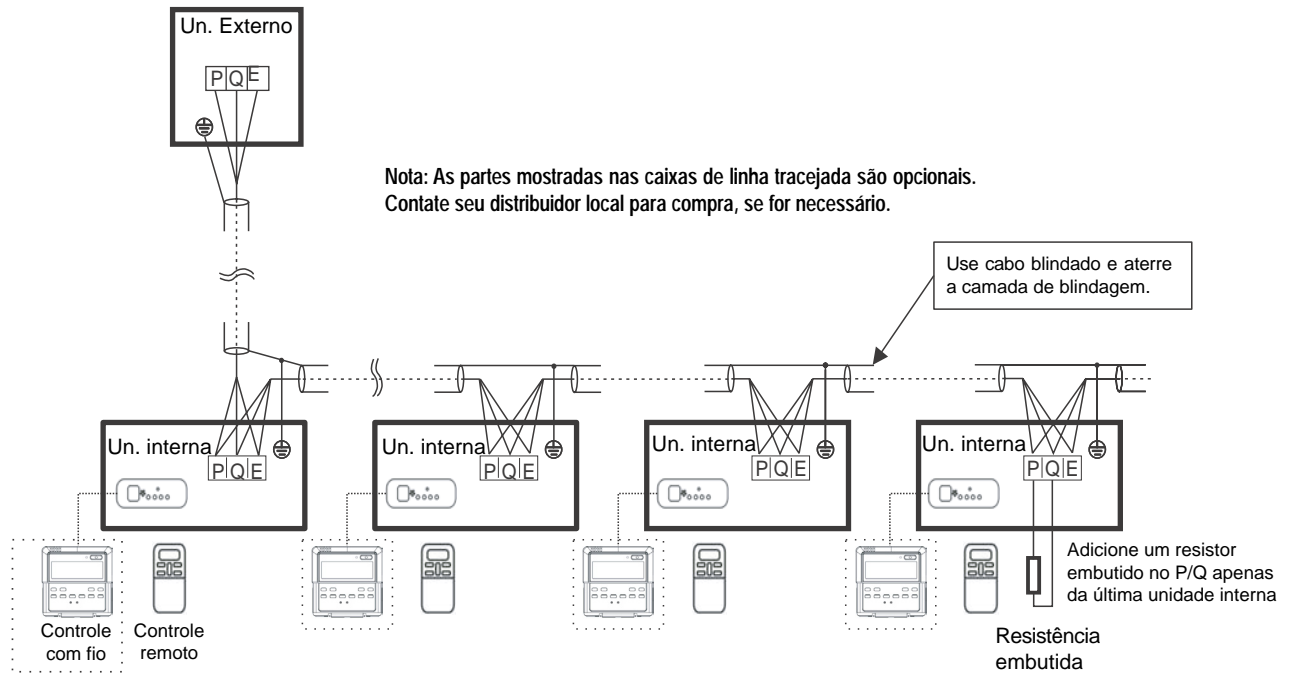 Un. Externo
P Q E
Nota: As partes mostradas nas caixas de linha tracejada são opcionais.
Contate seu distribuidor local para compra, se for necessário.
Use cabo blindado e aterre
a camada de blindagem.
Un. interna
P Q E
Un. interna
P Q E
Un. interna
P Q E
Un. interna
P Q E
Controle
com fio
Controle
remoto
Adicione um resistor
embutido no P/Q apenas
da última unidade interna
Resistência
embutida